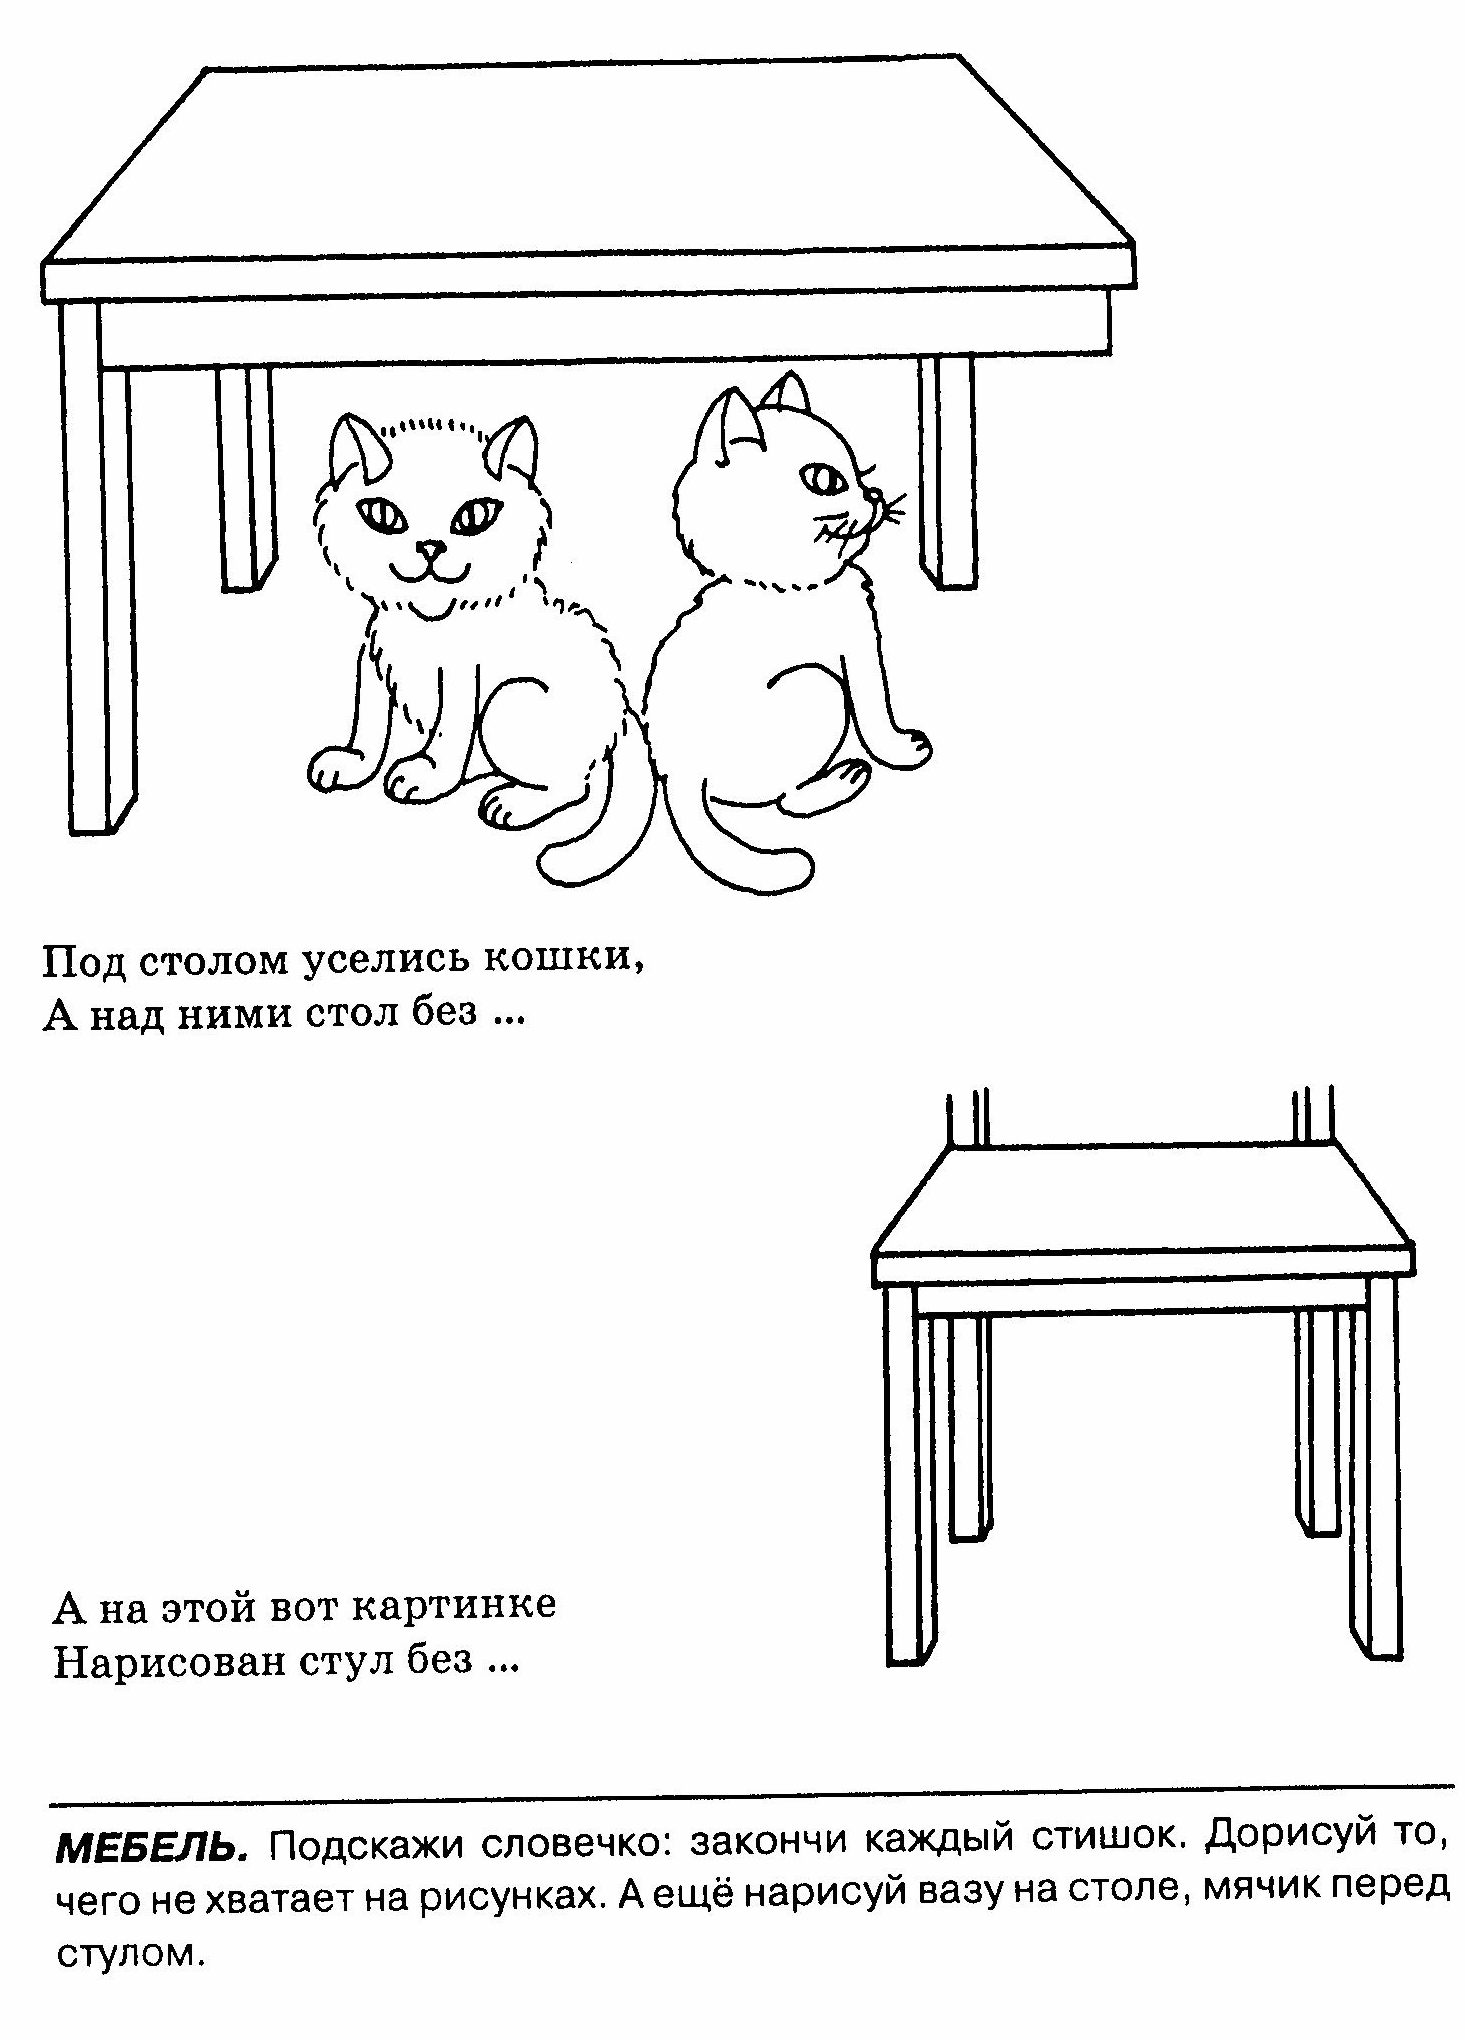 Под столом уселись кошки,
А над ними стол без ...
А на этой вот картинке
Нарисован стул без ...
МЕБЕЛЬ. Подскажи словечко: закончи каждый стишок. Дорисуй то,
чего не хватает на рисунках. А ещё нарисуй вазу на столе, мячик перед
стулом.